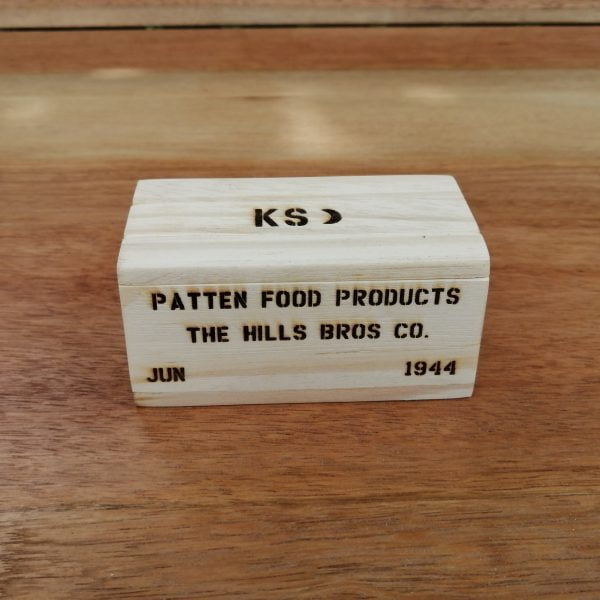 KS
PATTEN FOOD PRODUCTS
THE HILLS BROS CO.
JUN 1944